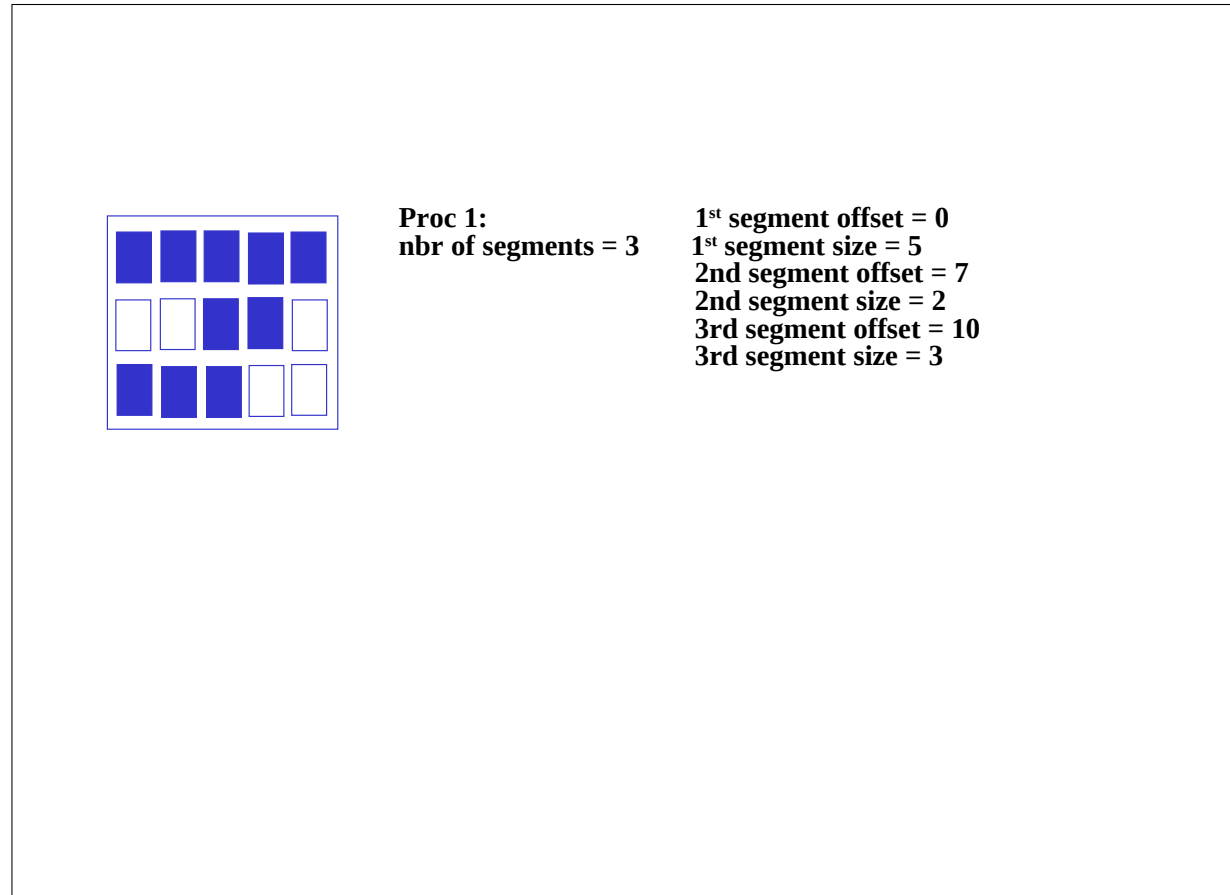 Proc 1:
nbr of segments = 3
1st segment offset = 0
1st segment size = 5
2nd segment offset = 7
2nd segment size = 2
3rd segment offset = 10
3rd segment size = 3